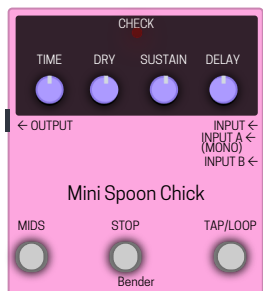 CHECK
TIME DRY SUSTAIN DELAY
← OUTPUT INPUT ←
INPUT A ←
(MONO)
INPUT B ←
Mini Spoon Chick
MIDS STOP TAP/LOOP
Bender